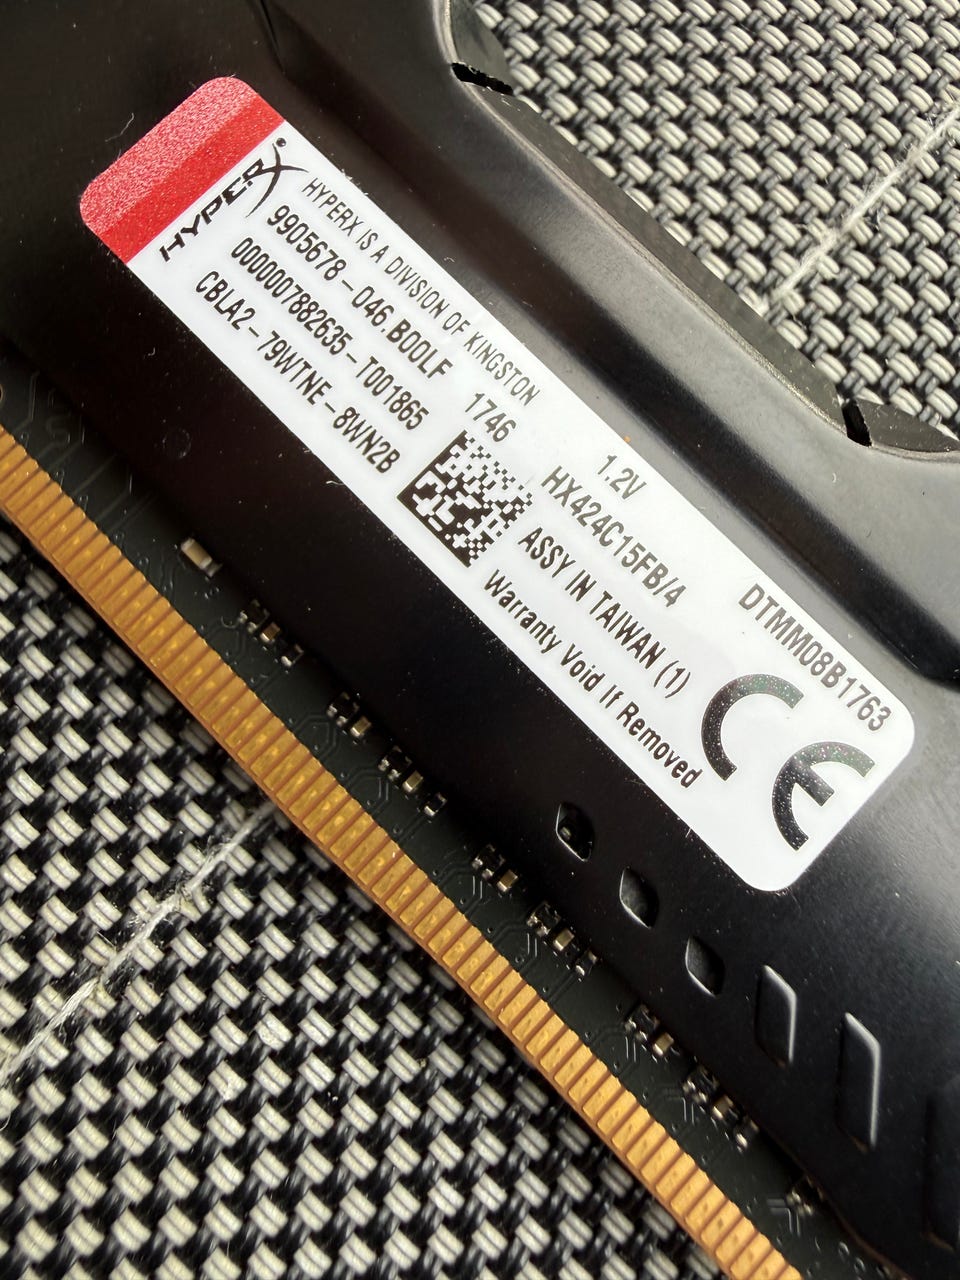 HYPERX
HYPERX IS A DIVISION OF KINGSTON
9905678-046.B00LF 1746 1.2V DTMM08B1763
0000007882635-T001865 HX424C15FB/4
CBLA2-79WTNE-8WN2B ASSY IN TAIWAN (1)
Warranty Void If Removed
CE